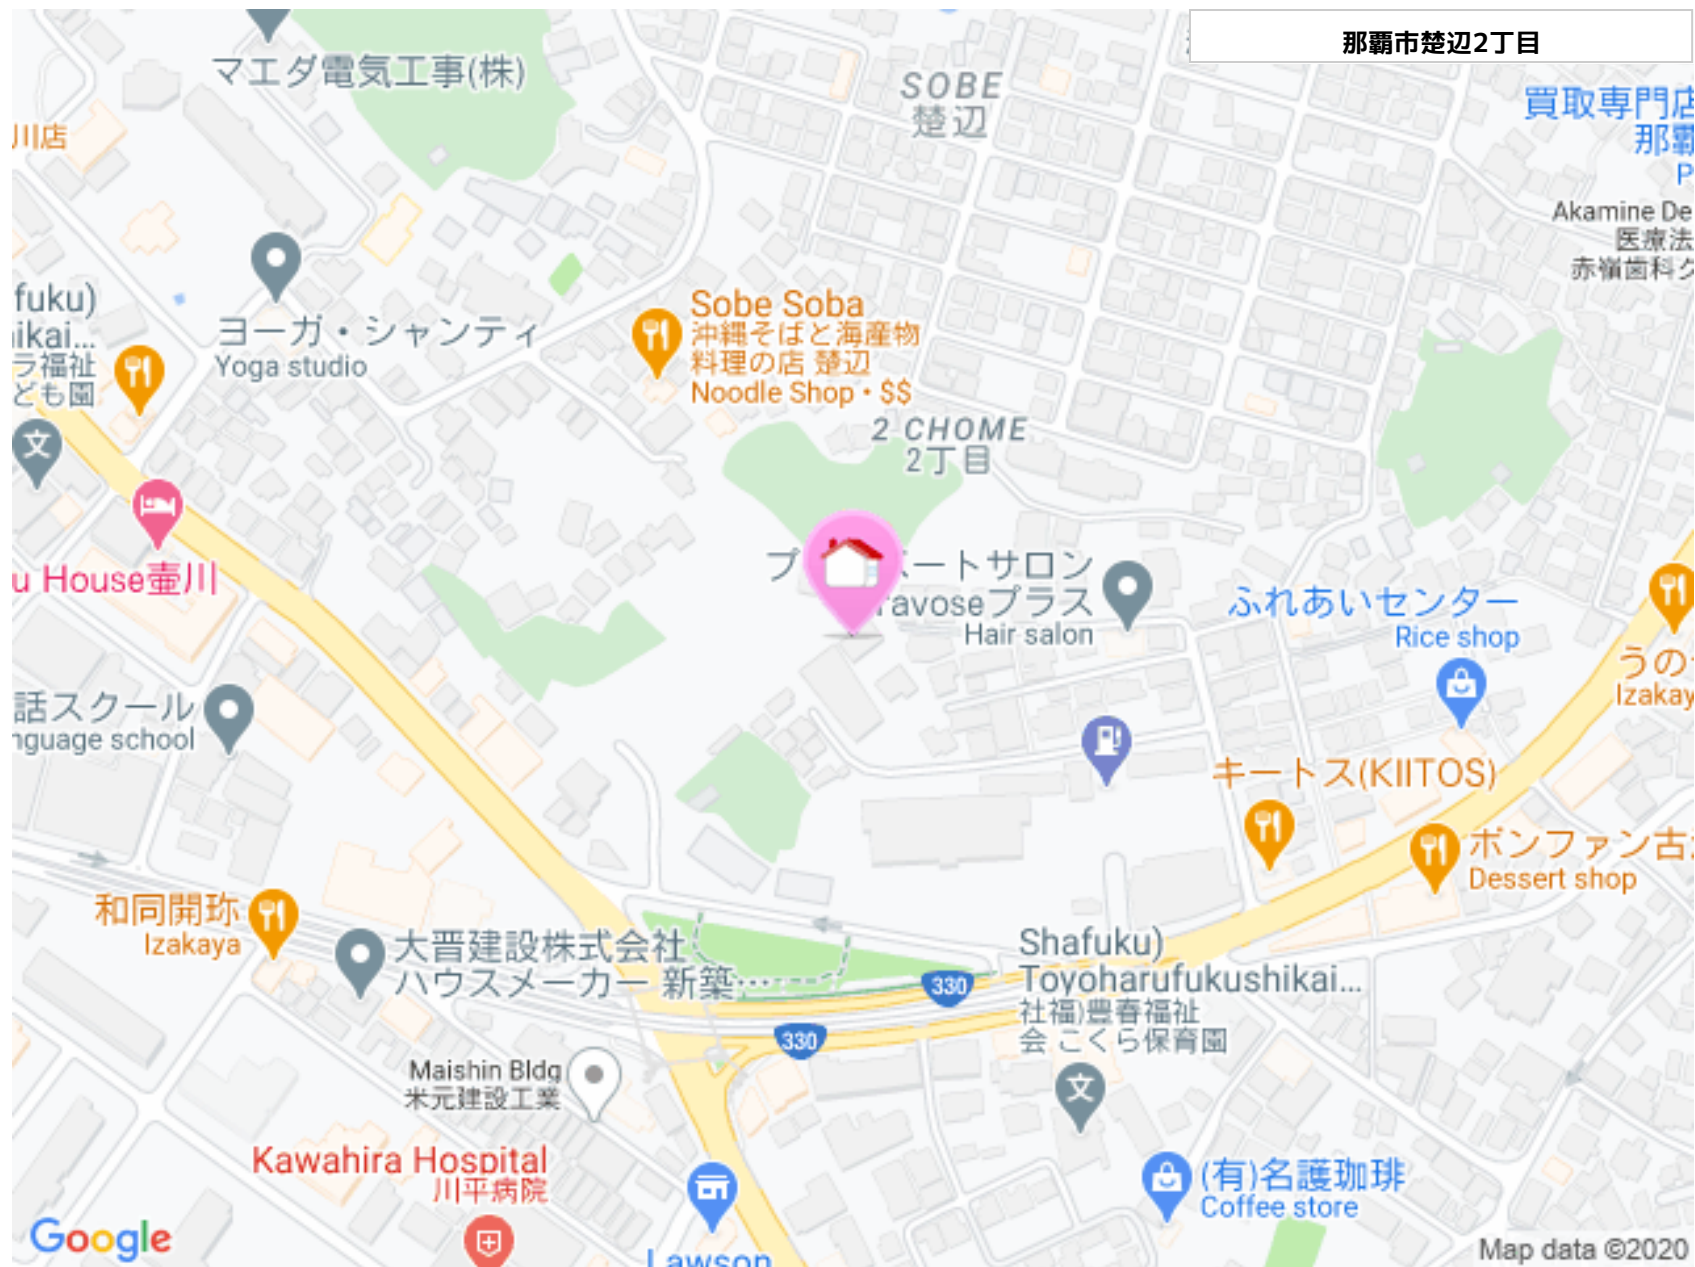 那覇市楚辺2丁目
マエダ電気工事(株)
SOBE
楚辺
買取専門店
那覇
P
川店
Akamine De
医療法
赤嶺歯科ク
fuku)
ikai...
ラ福祉
ども園
ヨーガ・シャンティ
Yoga studio
Sobe Soba
沖縄そばと海産物
料理の店 楚辺
Noodle Shop • $$
2 CHOME
2丁目
文
u House壷川
プ
ートサロン
ravoseプラス
Hair salon
ふれあいセンター
Rice shop
うの
Izakay
話スクール
nguage school
キートス(KIITOS)
ボンファン古
Dessert shop
和同開珎
Izakaya
大晋建設株式会社
ハウスメーカー 新築…
330
330
Shafuku)
Toyoharufukushikai...
社福)豊春福祉
会 こくら保育園
文
Maishin Bldg
米元建設工業
Kawahira Hospital
川平病院
(有)名護珈琲
Coffee store
Lawson
Google
Map data ©2020